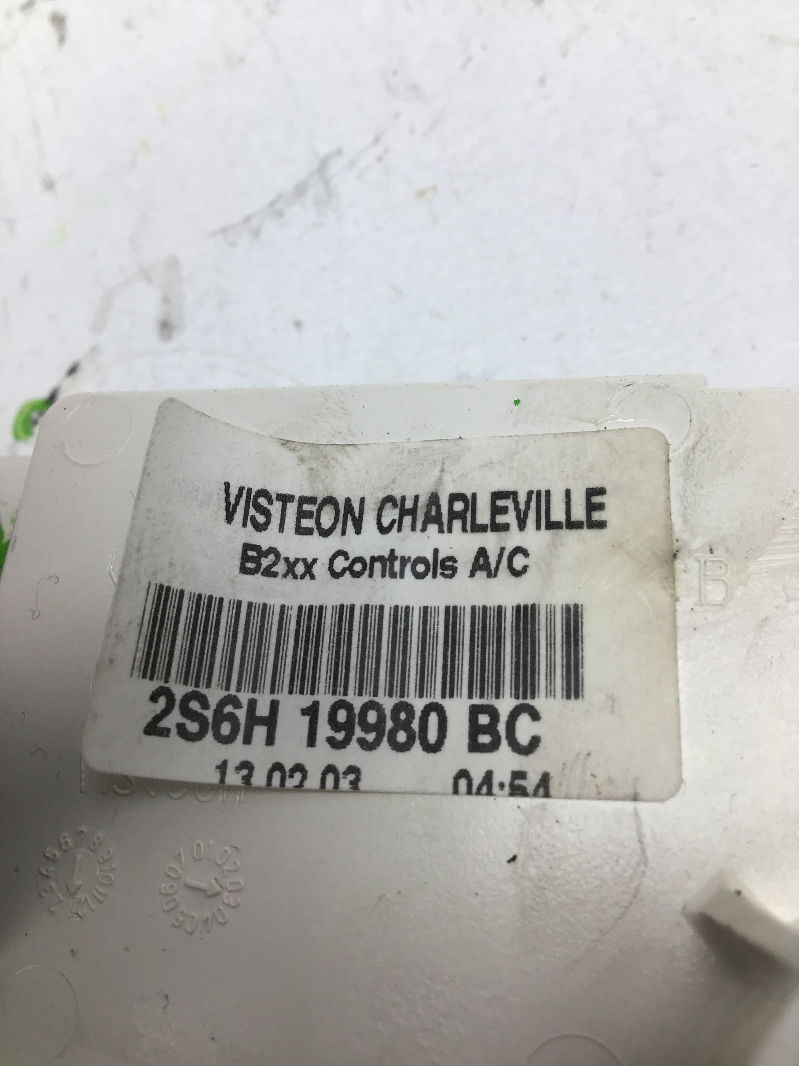 VISTEON CHARLEVILLE
B2xx Controls A/C
2S6H 19980 BC
13.02.03 04:54
B